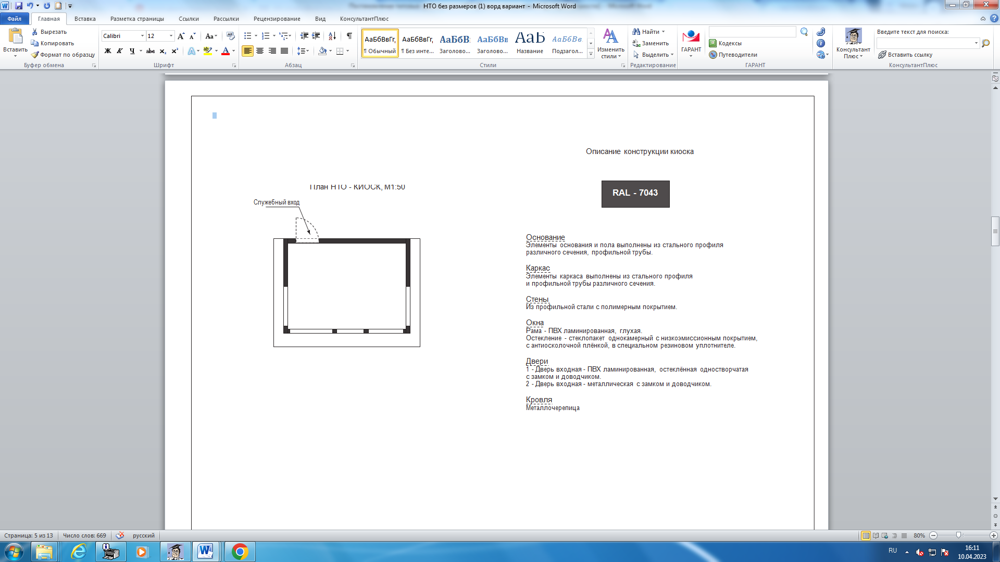 НТО без размеров (1) ворд вариант - Microsoft Word
Файл
Главная
Вставка
Разметка страницы
Ссылки
Рассылки
Рецензирование
Вид
КонсультантПлюс
Вставить
Вырезать
Копировать
Формат по образцу
Буфер обмена
Calibri
12
Шрифт
Абзац
АаБбВвГг,
¶ Обычный
АаБбВвГг,
¶ Без инте...
АаБбВ
Заголово...
АаБбВв
Заголово...
АаБ
Название
АаБбВв.
Подзагол...
Стили
Изменить стили
Найти
Заменить
Выделить
Редактирование
ГАРАНТ
Кодексы
Путеводители
ГАРАНТ
Консультант Плюс
Введите текст для поиска:
Вставить ссылку
КонсультантПлюс
Описание конструкции киоска
План НТО - КИОСК, М1:50
RAL - 7043
Служебный вход
Основание
Элементы основания и пола выполнены из стального профиля
различного сечения, профильной трубы.
Каркас
Элементы каркаса выполнены из стального профиля
и профильной трубы различного сечения.
Стены
Из профильной стали с полимерным покрытием.
Окна
Рама - ПВХ ламинированная, глухая.
Остекление - стеклопакет однокамерный с низкоэмиссионным покрытием,
с антиосколочной плёнкой, в специальном резиновом уплотнителе.
Двери
1 - Дверь входная - ПВХ ламинированная, остеклённая одностворчатая
с замком и доводчиком.
2 - Дверь входная - металлическая с замком и доводчиком.
Кровля
Металлочерепица
Страница: 5 из 13
Число слов: 669
русский
80%
RU
16:11
10.04.2023